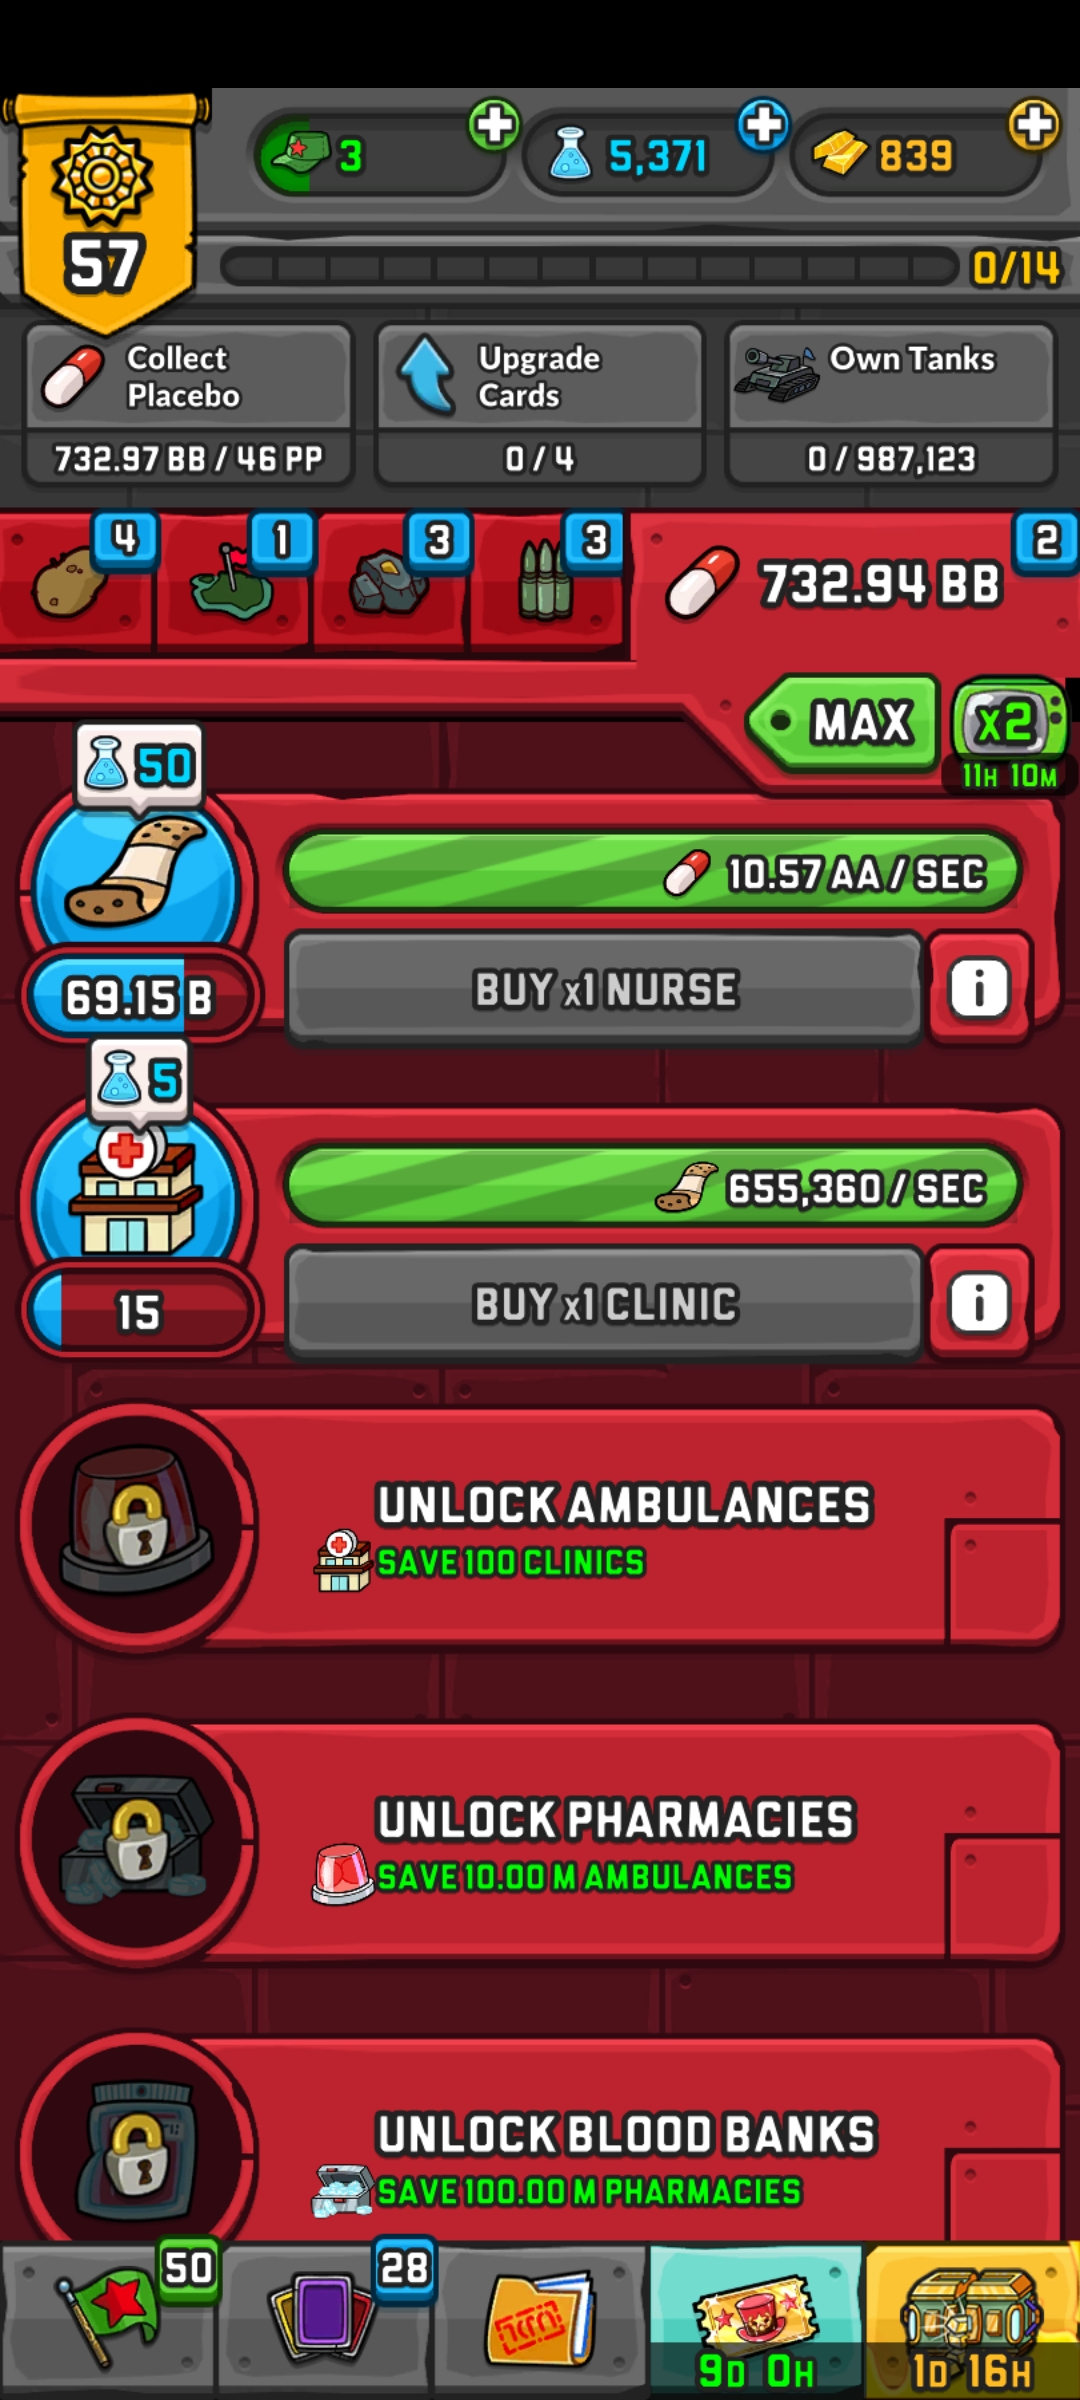 57
3
5,371
839
0/14
Collect
Placebo
732.97 BB / 46 PP
Upgrade
Cards
0 / 4
Own Tanks
0 / 987,123
4
1
3
3
2
732.94 BB
MAX
x2
11H 10M
50
10.57 AA / SEC
69.15 B
BUY x1 NURSE
i
5
655,360 / SEC
15
BUY x1 CLINIC
i
UNLOCK AMBULANCES
SAVE 100 CLINICS
UNLOCK PHARMACIES
SAVE 10.00 M AMBULANCES
UNLOCK BLOOD BANKS
SAVE 100.00 M PHARMACIES
50
28
9D 0H
1D 16H